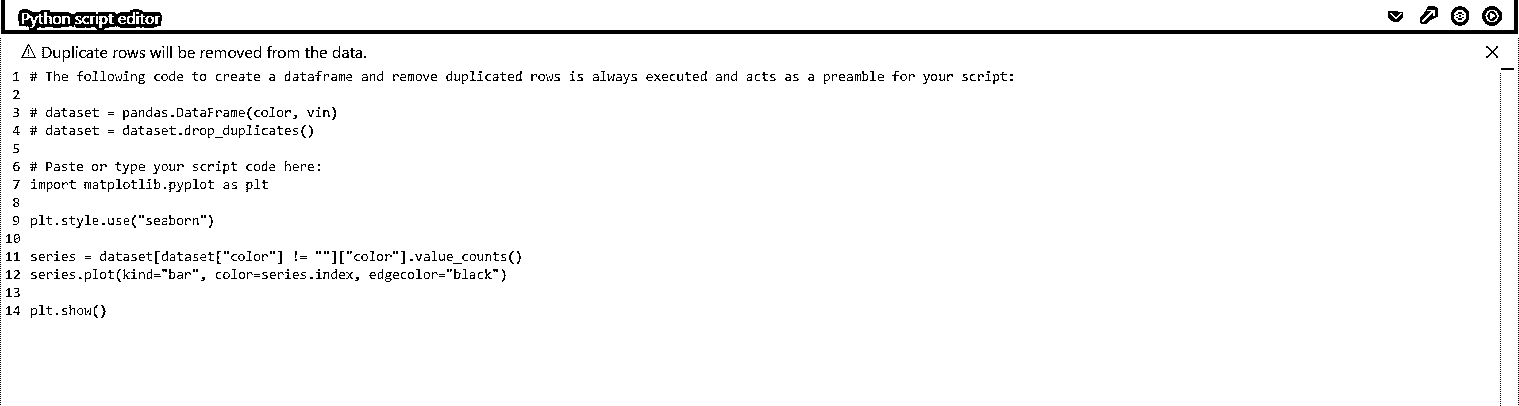 Python script editor
⚠ Duplicate rows will be removed from the data.
1 # The following code to create a dataframe and remove duplicated rows is always executed and acts as a preamble for your script:
2
3 # dataset = pandas.DataFrame(color, vin)
4 # dataset = dataset.drop_duplicates()
5
6 # Paste or type your script code here:
7 import matplotlib.pyplot as plt
8
9 plt.style.use("seaborn")
10
11 series = dataset[dataset["color"] != ""]["color"].value_counts()
12 series.plot(kind="bar", color=series.index, edgecolor="black")
13
14 plt.show()